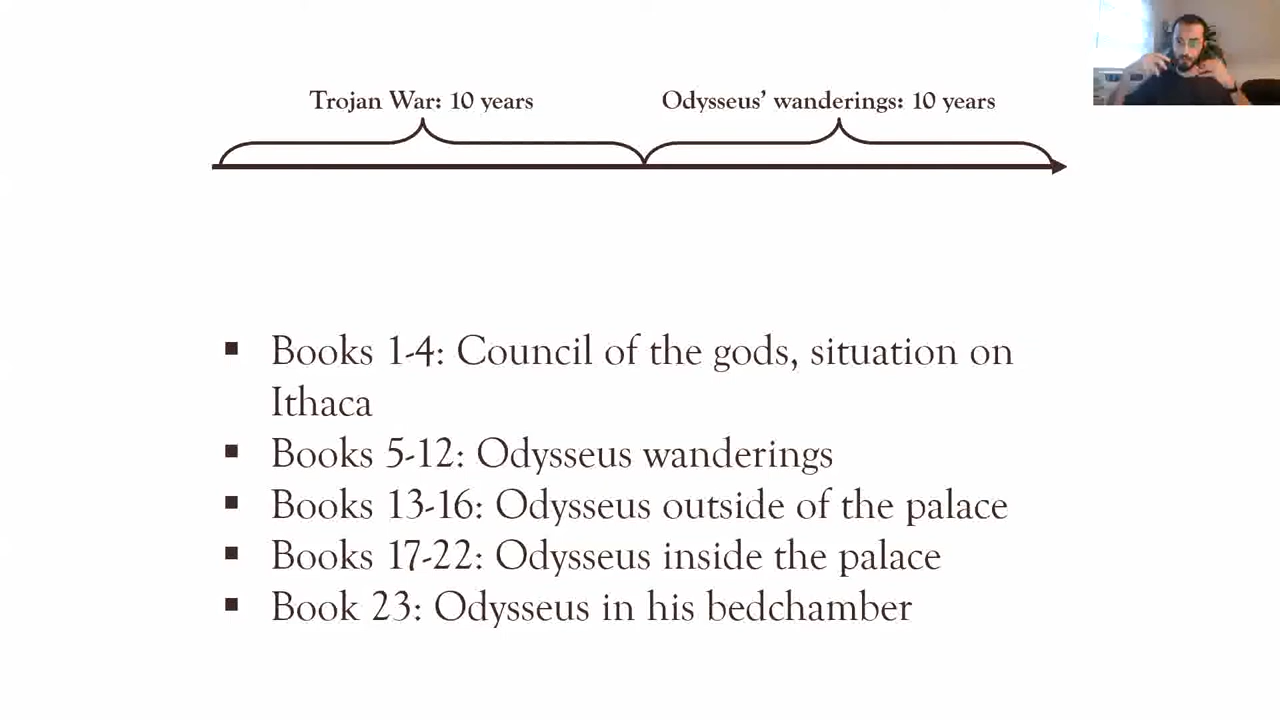 Trojan War: 10 years
Odysseus’ wanderings: 10 years
▪ Books 1-4: Council of the gods, situation on
Ithaca
▪ Books 5-12: Odysseus wanderings
▪ Books 13-16: Odysseus outside of the palace
▪ Books 17-22: Odysseus inside the palace
▪ Book 23: Odysseus in his bedchamber